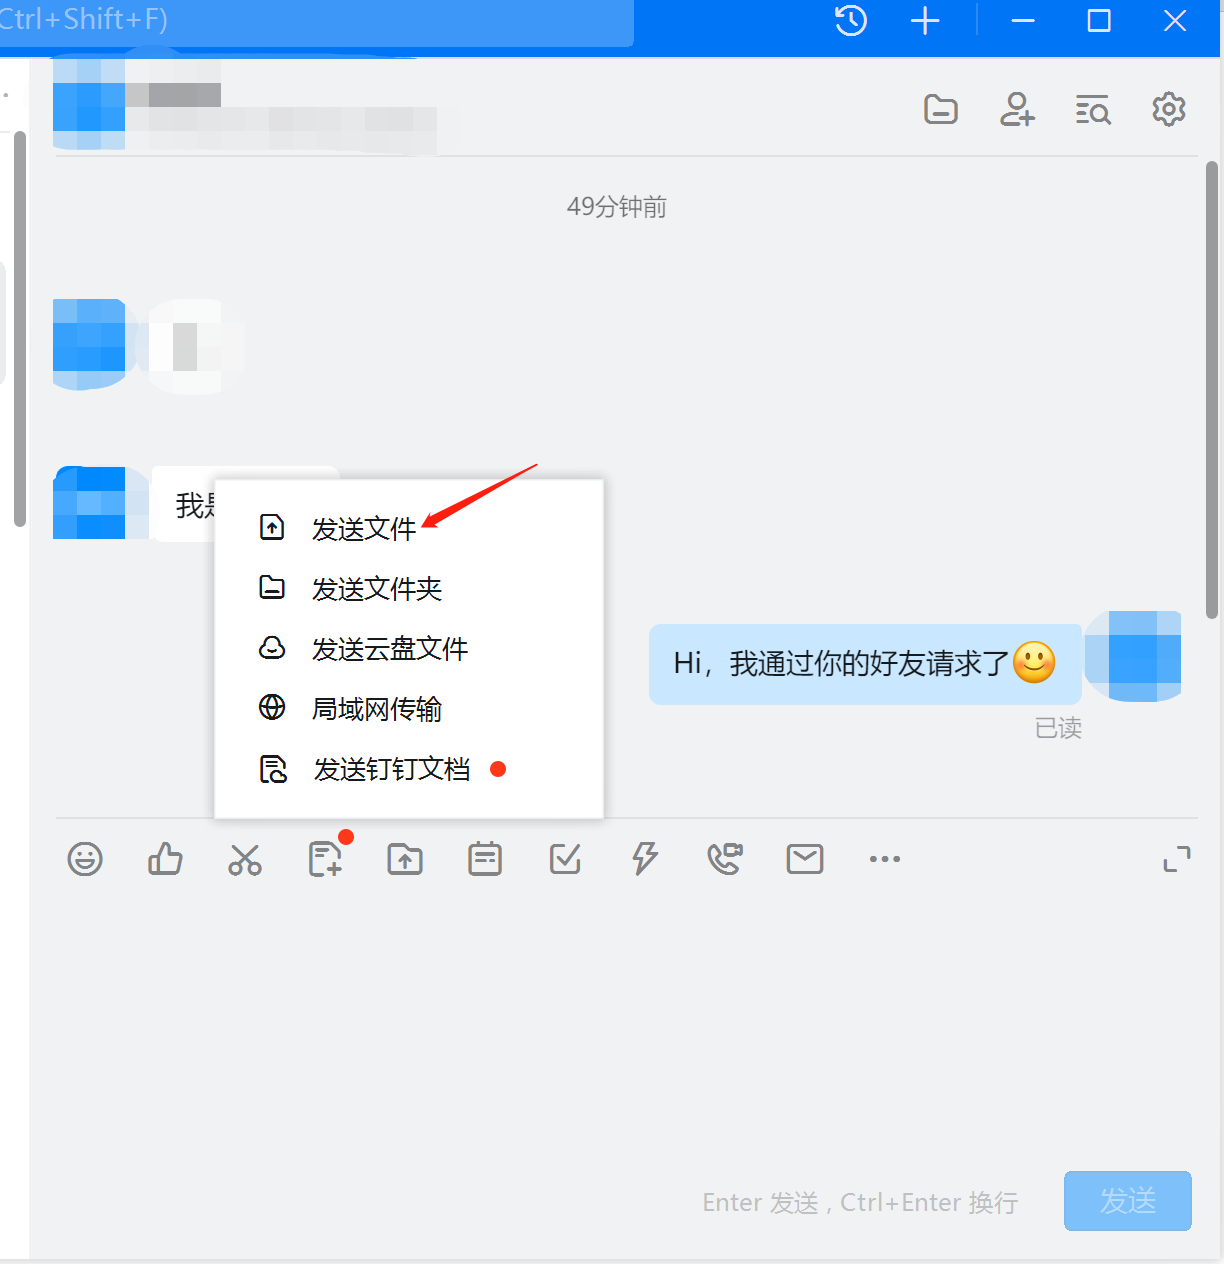 Ctrl+Shift+F)
49分钟前
我是
发送文件
发送文件夹
发送云盘文件
局域网传输
发送钉钉文档
Hi，我通过你的好友请求了
已读
Enter 发送 , Ctrl+Enter 换行
发送